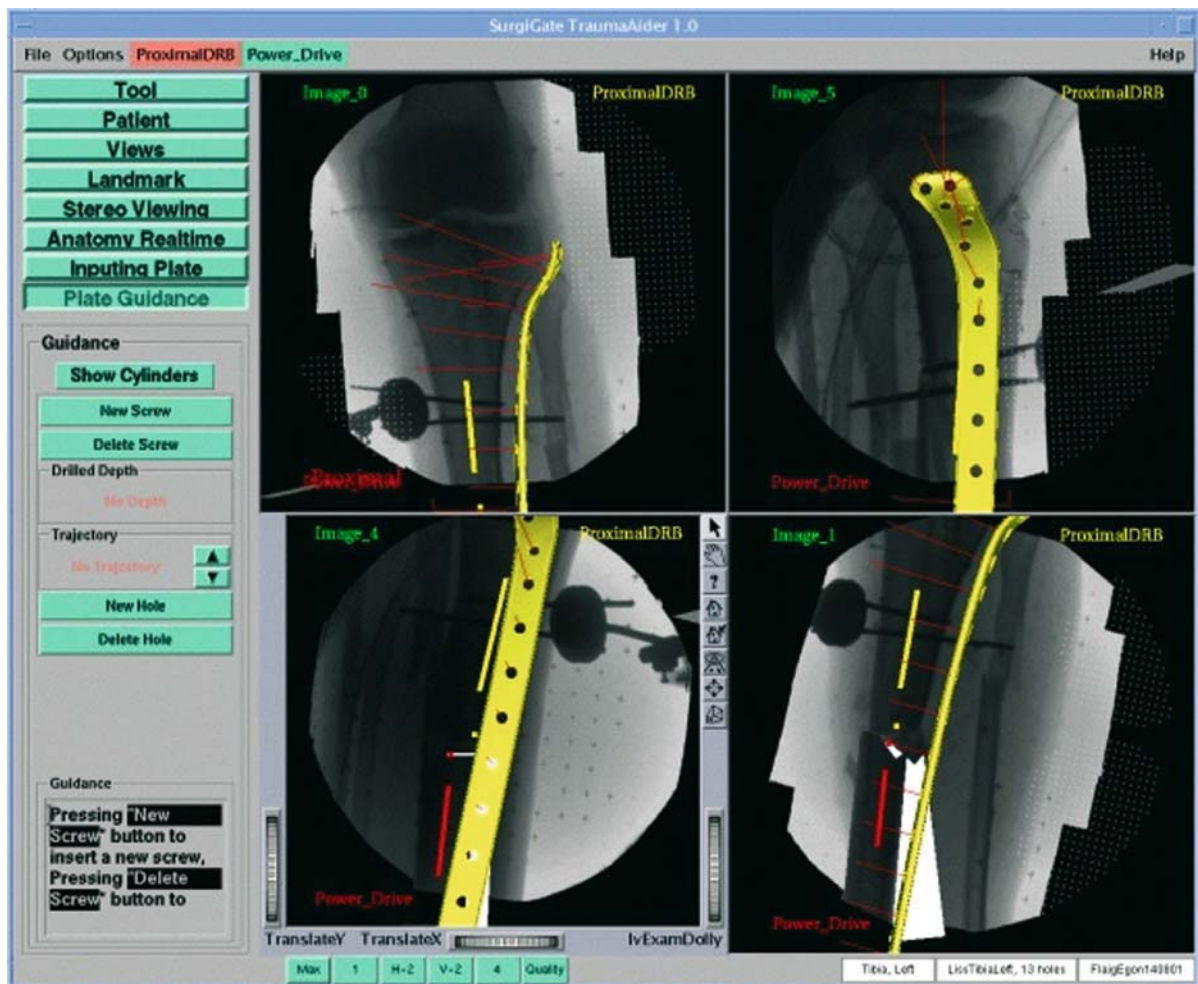 SurgiGate TraumaAider 1.0
File Options ProximalDRB Power_Drive Help
Tool
Patient
Views
Landmark
Stereo Viewing
Anatomy Realtime
Inputing Plate
Plate Guidance
Guidance
Show Cylinders
New Screw
Delete Screw
Drilled Depth
No Depth
Trajectory
No Trajectory
New Hole
Delete Hole
Guidance
Pressing "New
Screw" button to
insert a new screw,
Pressing "Delete
Screw" button to
Image_0 ProximalDRB
Proximal
Power_Drive
Image_5 ProximalDRB
Power_Drive
Image_4 ProximalDRB
Power_Drive
?
TranslateY TranslateX IvExamDolly
Image_1 ProximalDRB
Power_Drive
Max 1 H-2 V-2 4 Quality
Tibia, Left LissTibiaLeft, 13 holes FlaigEgon140801